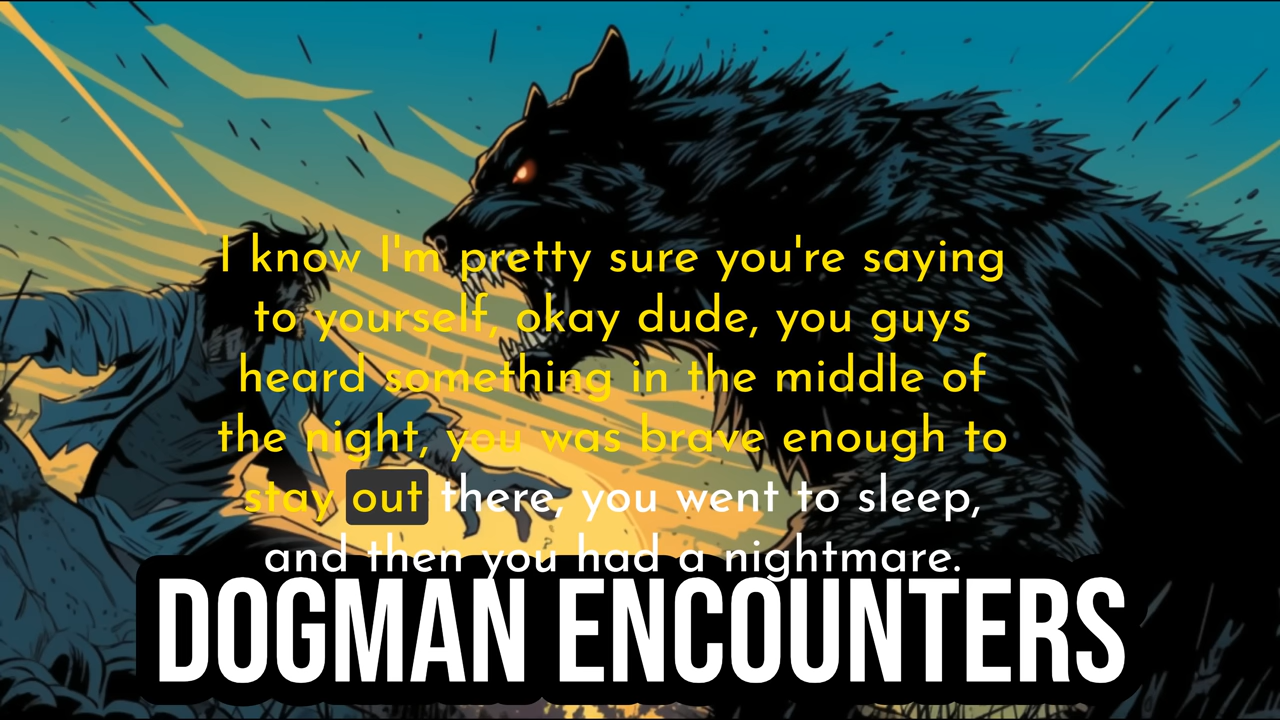 I know I'm pretty sure you're saying
to yourself, okay dude, you guys
heard something in the middle of
the night, you was brave enough to
stay out there, you went to sleep,
and then you had a nightmare.
DOGMAN ENCOUNTERS